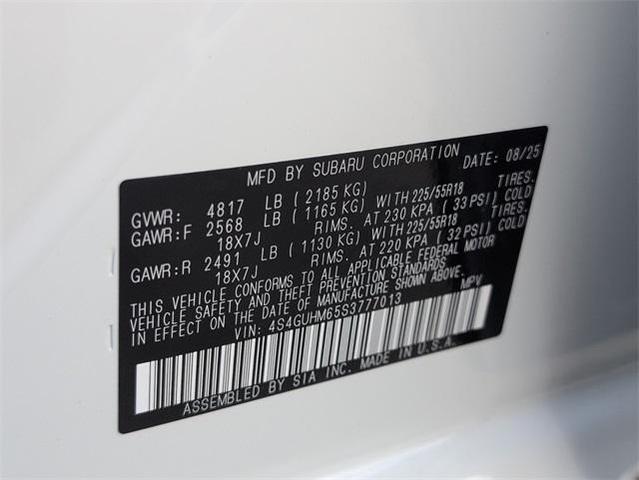 MFD BY SUBARU CORPORATION DATE: 08/25
GVWR: 4817 LB (2185 KG) TIRES:
GAWR:F 2568 LB (1165 KG) WITH 225/55R18
18X7J RIMS. AT 230 KPA (33 PSI) COLD
GAWR:R 2491 LB (1130 KG) WITH 225/55R18 TIRES:
18X7J RIMS. AT 220 KPA (32 PSI) COLD
THIS VEHICLE CONFORMS TO ALL APPLICABLE FEDERAL MOTOR
VEHICLE SAFETY AND THEFT PREVENTION STANDARDS IN
EFFECT ON THE DATE OF MANUFACTURE SHOWN ABOVE.
VIN: 4S4GUHM65S3777013 MPV
ASSEMBLED BY SIA INC. MADE IN U.S.A.